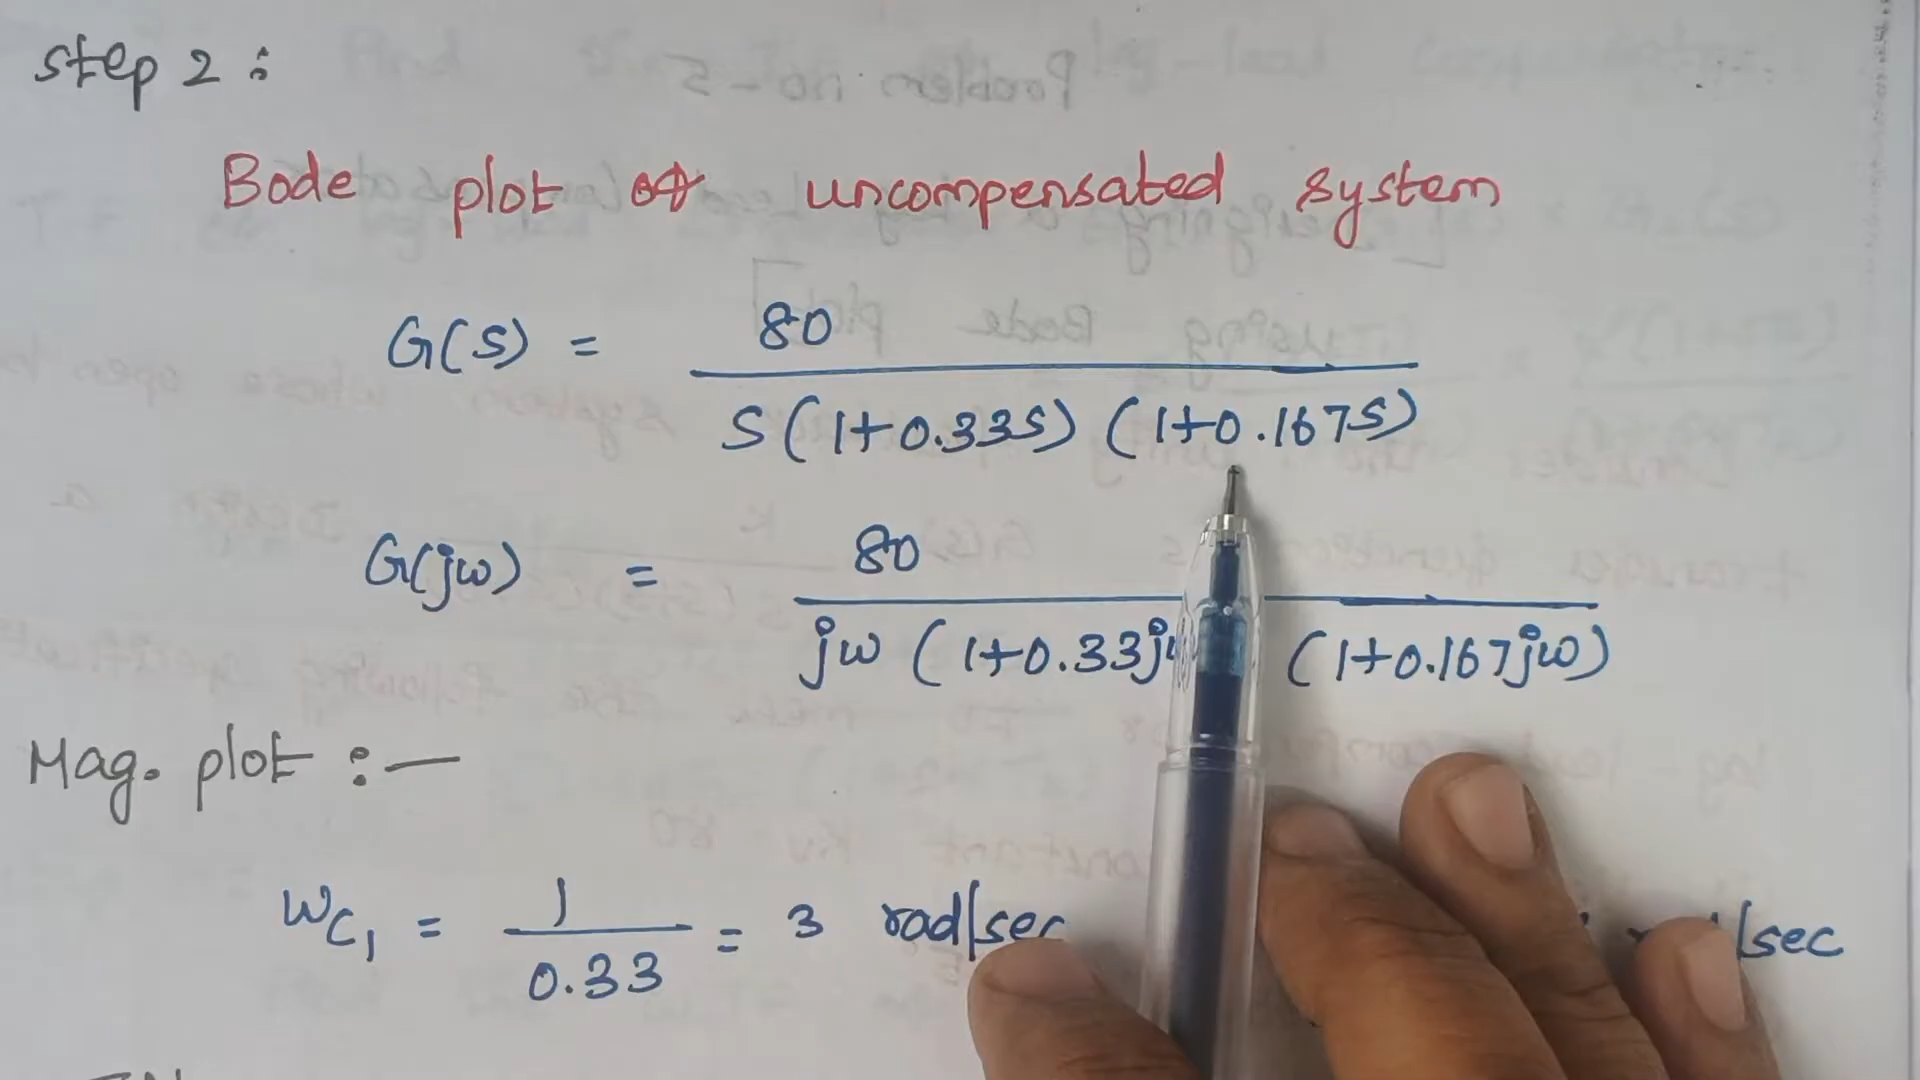 step 2 :
Bode plot of uncompensated system
G(s) = 80
s(1+0.33s) (1+0.167s)
G(jω) = 80
jω (1+0.33j (1+0.167jω)
Mag. plot : —
ωc1 = 1 = 3 rad/sec /sec
0.33